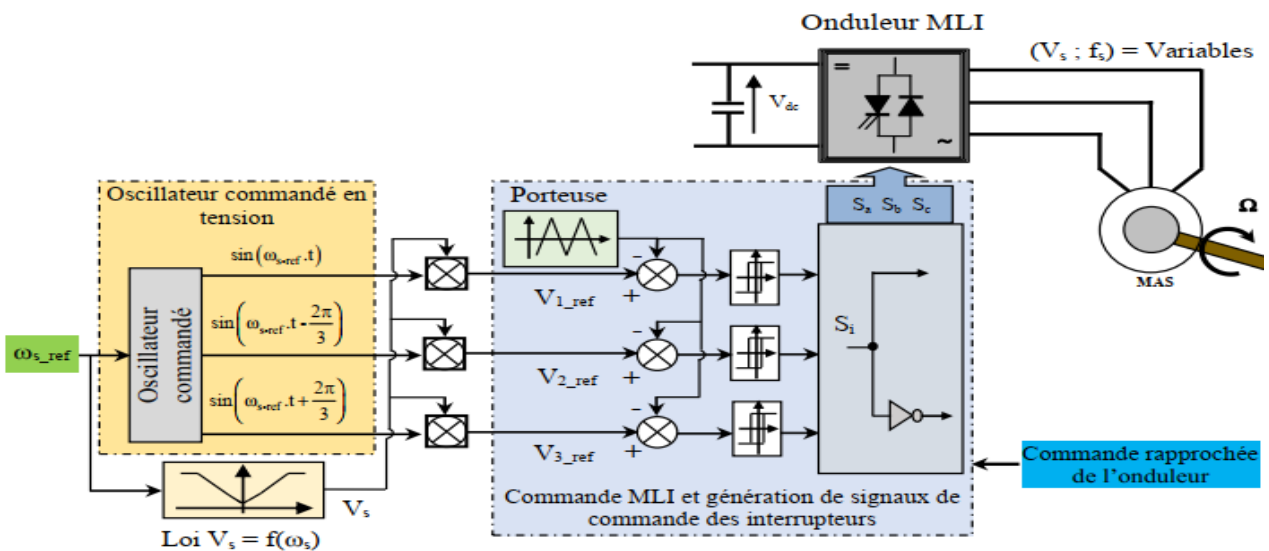 Onduleur MLI
(Vs ; fs) = Variables
=
Vdc
~
Oscillateur commandé en
tension
Porteuse
Sa Sb Sc
Ω
MAS
sin(ωs-ref.t)
-
+
V1_ref
ωs_ref
Oscillateur
commandé
sin(ωs-ref.t - 2π/3)
-
+
V2_ref
Si
sin(ωs-ref.t + 2π/3)
-
+
V3_ref
Vs
Loi Vs = f(ωs)
Commande MLI et génération de signaux de
commande des interrupteurs
Commande rapprochée
de l'onduleur